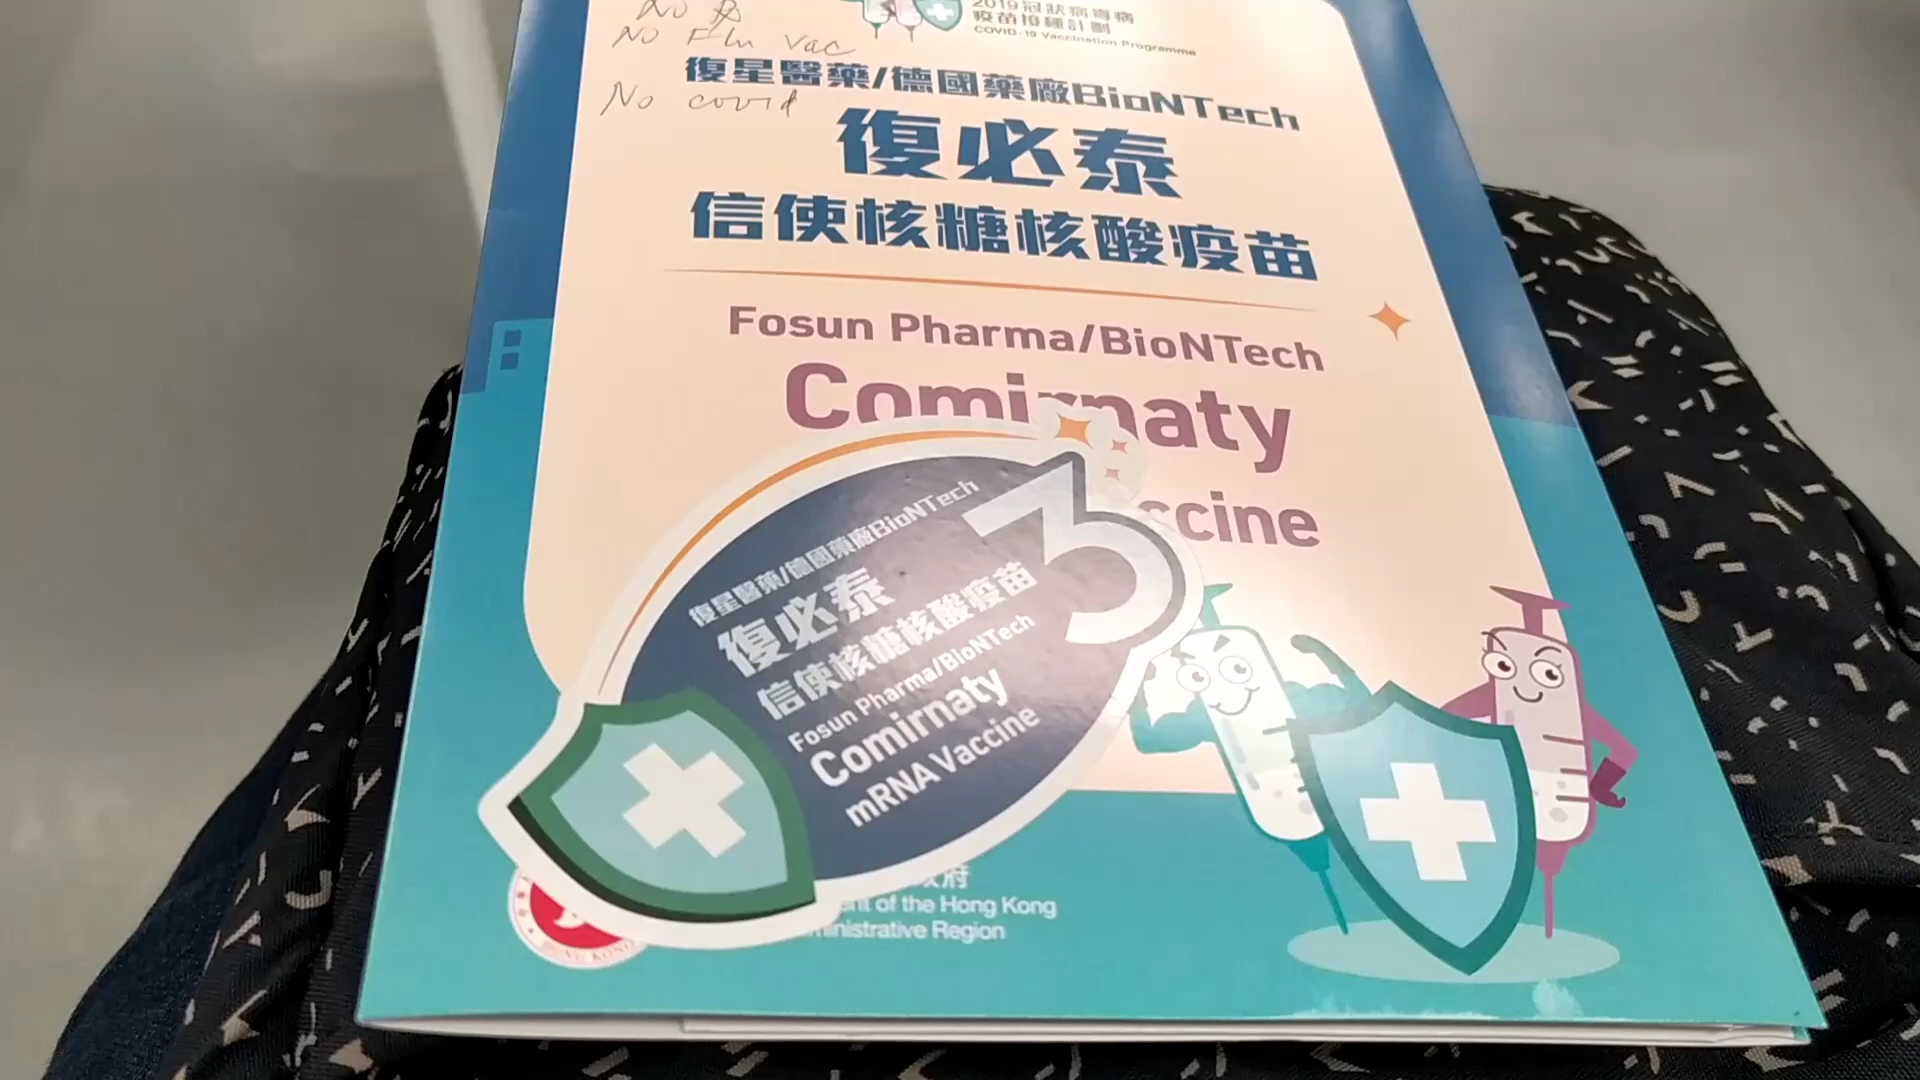 No
No Flu Vac
No covid
2019冠狀病毒病
疫苗接種計劃
COVID-19 Vaccination Programme
復星醫藥/德國藥廠BioNTech
復必泰
信使核糖核酸疫苗
Fosun Pharma/BioNTech
Comirnaty
ccine
3
復星醫藥/德國藥廠BioNTech
復必泰
信使核糖核酸疫苗
Fosun Pharma/BioNTech
Comirnaty
mRNA Vaccine
府
of the Hong Kong
Region
HONG KONG